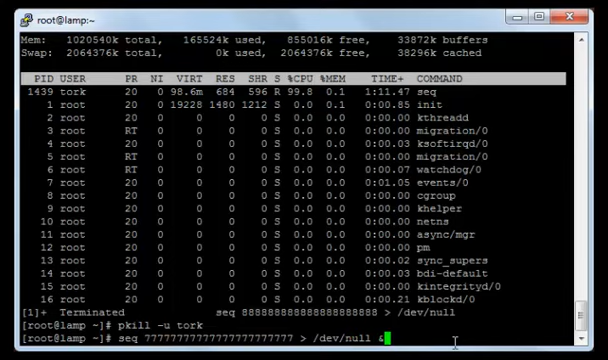 root@lamp:~
Mem: 1020540k total, 165524k used, 855016k free, 33872k buffers
Swap: 2064376k total, 0k used, 2064376k free, 38296k cached
PID USER PR NI VIRT RES SHR S %CPU %MEM TIME+ COMMAND
1439 tork 20 0 98.6m 684 596 R 99.8 0.1 1:11.47 seq
1 root 20 0 19228 1480 1212 S 0.0 0.1 0:00.85 init
2 root 20 0 0 0 0 S 0.0 0.0 0:00.00 kthreadd
3 root RT 0 0 0 0 S 0.0 0.0 0:00.00 migration/0
4 root 20 0 0 0 0 S 0.0 0.0 0:00.03 ksoftirqd/0
5 root RT 0 0 0 0 S 0.0 0.0 0:00.00 migration/0
6 root RT 0 0 0 0 S 0.0 0.0 0:00.07 watchdog/0
7 root 20 0 0 0 0 S 0.0 0.0 0:01.05 events/0
8 root 20 0 0 0 0 S 0.0 0.0 0:00.00 cgroup
9 root 20 0 0 0 0 S 0.0 0.0 0:00.00 khelper
10 root 20 0 0 0 0 S 0.0 0.0 0:00.00 netns
11 root 20 0 0 0 0 S 0.0 0.0 0:00.00 async/mgr
12 root 20 0 0 0 0 S 0.0 0.0 0:00.00 pm
13 root 20 0 0 0 0 S 0.0 0.0 0:00.02 sync_supers
14 root 20 0 0 0 0 S 0.0 0.0 0:00.03 bdi-default
15 root 20 0 0 0 0 S 0.0 0.0 0:00.00 kintegrityd/0
16 root 20 0 0 0 0 S 0.0 0.0 0:00.21 kblockd/0
[1]+ Terminated seq 88888888888888888888888 > /dev/null
[root@lamp ~]# pkill -u tork
[root@lamp ~]# seq 777777777777777777777777 > /dev/null &